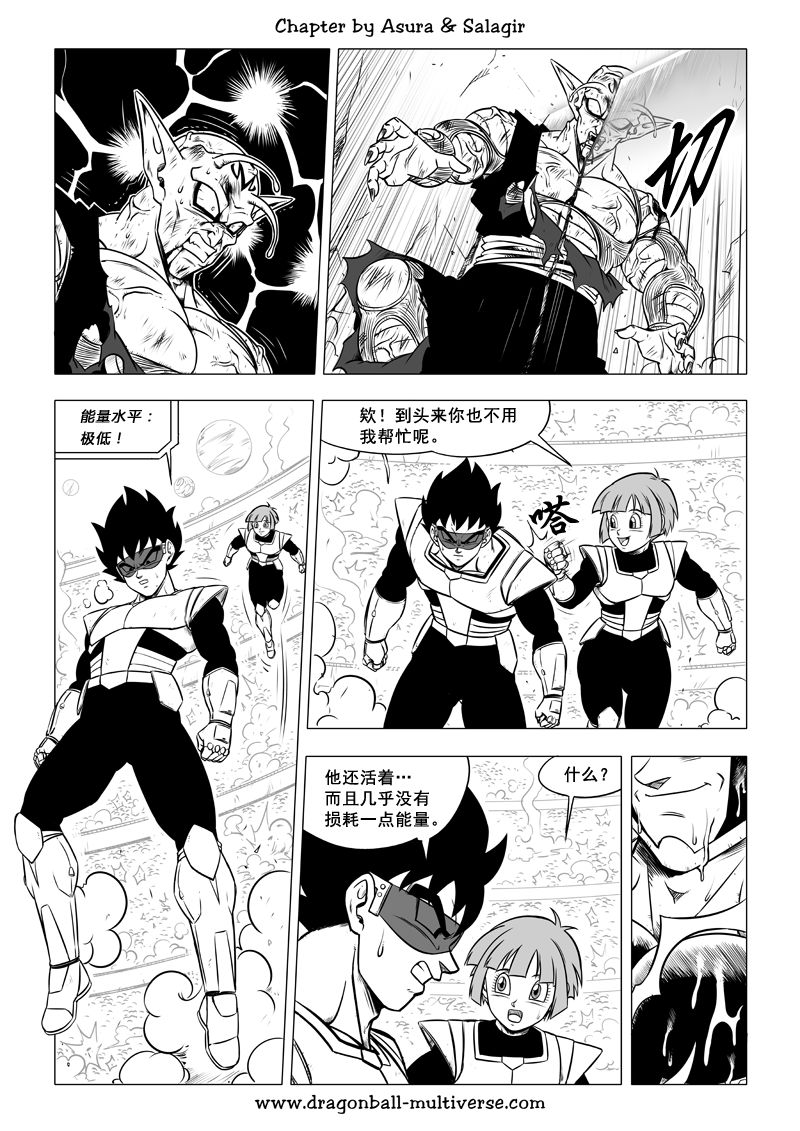 Chapter by Asura & Salagir
切
能量水平：
极低！
欸！到头来你也不用
我帮忙呢。
嗒
他还活着…
而且几乎没有
损耗一点能量。
什么？
www.dragonball-multiverse.com